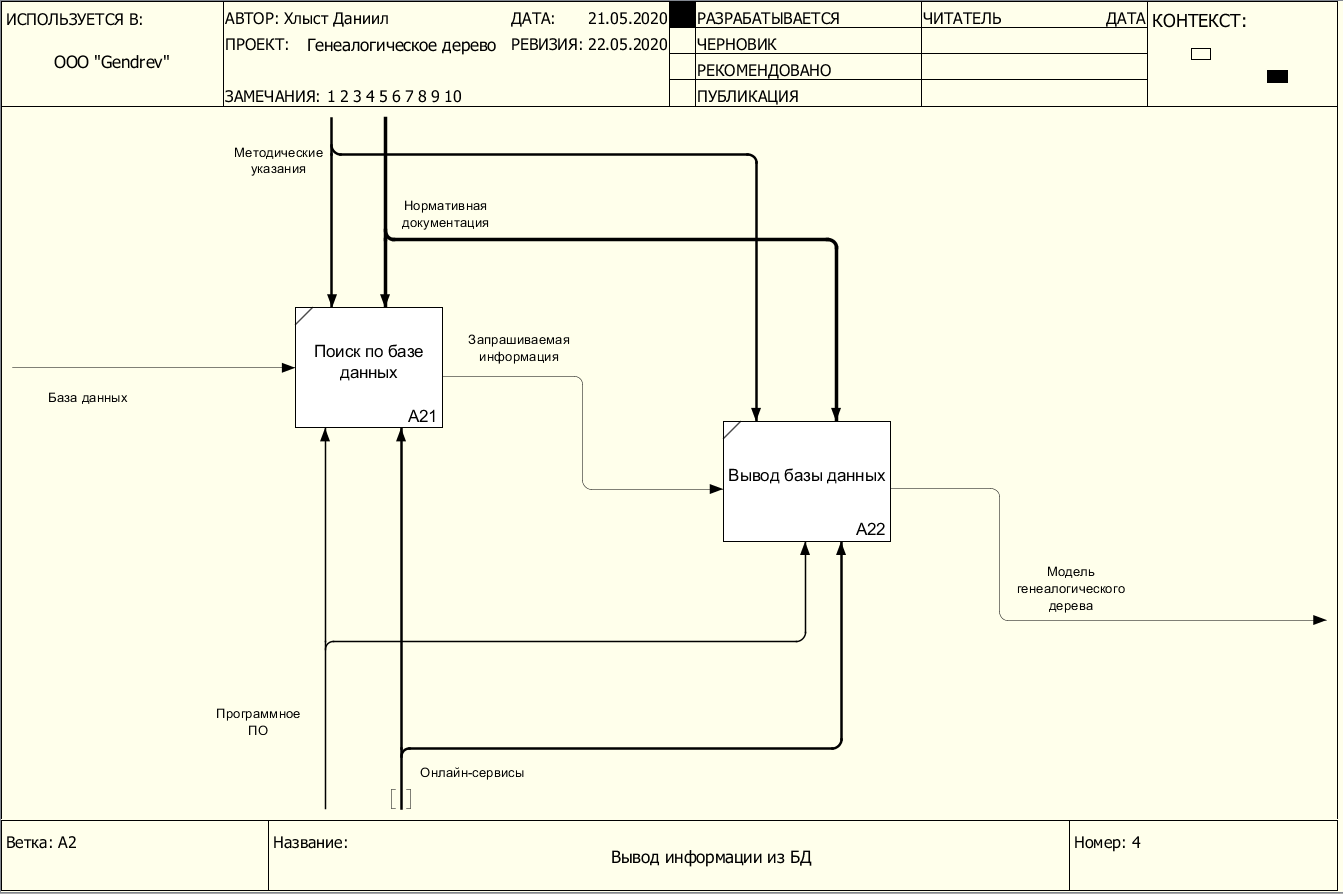 ИСПОЛЬЗУЕТСЯ В:
ООО "Gendrev"
АВТОР: Хлыст Даниил
ДАТА: 21.05.2020
ПРОЕКТ: Генеалогическое дерево
РЕВИЗИЯ: 22.05.2020
ЗАМЕЧАНИЯ: 1 2 3 4 5 6 7 8 9 10
РАЗРАБАТЫВАЕТСЯ
ЧЕРНОВИК
РЕКОМЕНДОВАНО
ПУБЛИКАЦИЯ
ЧИТАТЕЛЬ
ДАТА
КОНТЕКСТ:
Методические
указания
Нормативная
документация
Поиск по базе
данных
A21
База данных
Запрашиваемая
информация
Вывод базы данных
A22
Модель
генеалогического
дерева
Программное
ПО
Онлайн-сервисы
Ветка: A2
Название:
Вывод информации из БД
Номер: 4